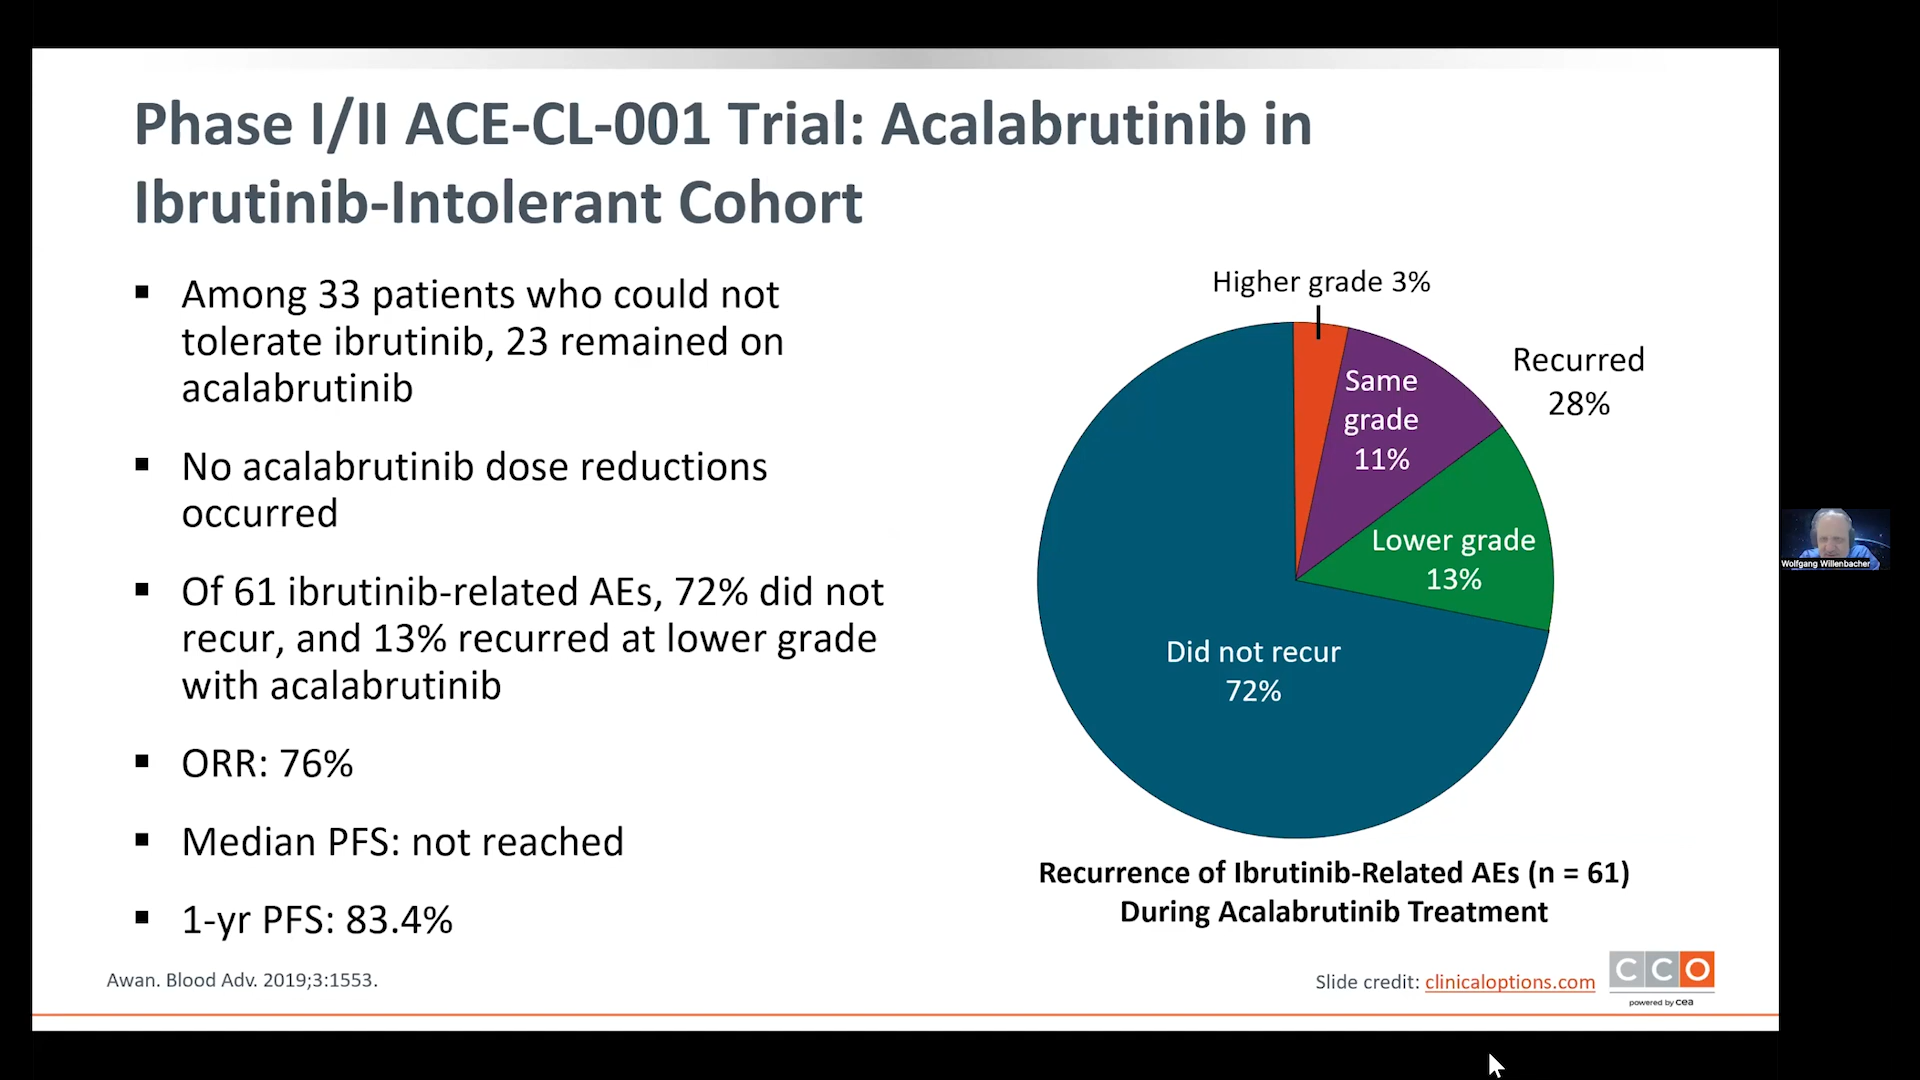 Phase I/II ACE-CL-001 Trial: Acalabrutinib in
Ibrutinib-Intolerant Cohort
Among 33 patients who could not
tolerate ibrutinib, 23 remained on
acalabrutinib
No acalabrutinib dose reductions
occurred
Of 61 ibrutinib-related AEs, 72% did not
recur, and 13% recurred at lower grade
with acalabrutinib
ORR: 76%
Median PFS: not reached
1-yr PFS: 83.4%
Higher grade 3%
Same
grade
11%
Recurred
28%
Lower grade
13%
Did not recur
72%
Recurrence of Ibrutinib-Related AEs (n = 61)
During Acalabrutinib Treatment
Awan. Blood Adv. 2019;3:1553.
Slide credit: clinicaloptions.com
CCO
powered by cea
Wolfgang Willenbacher